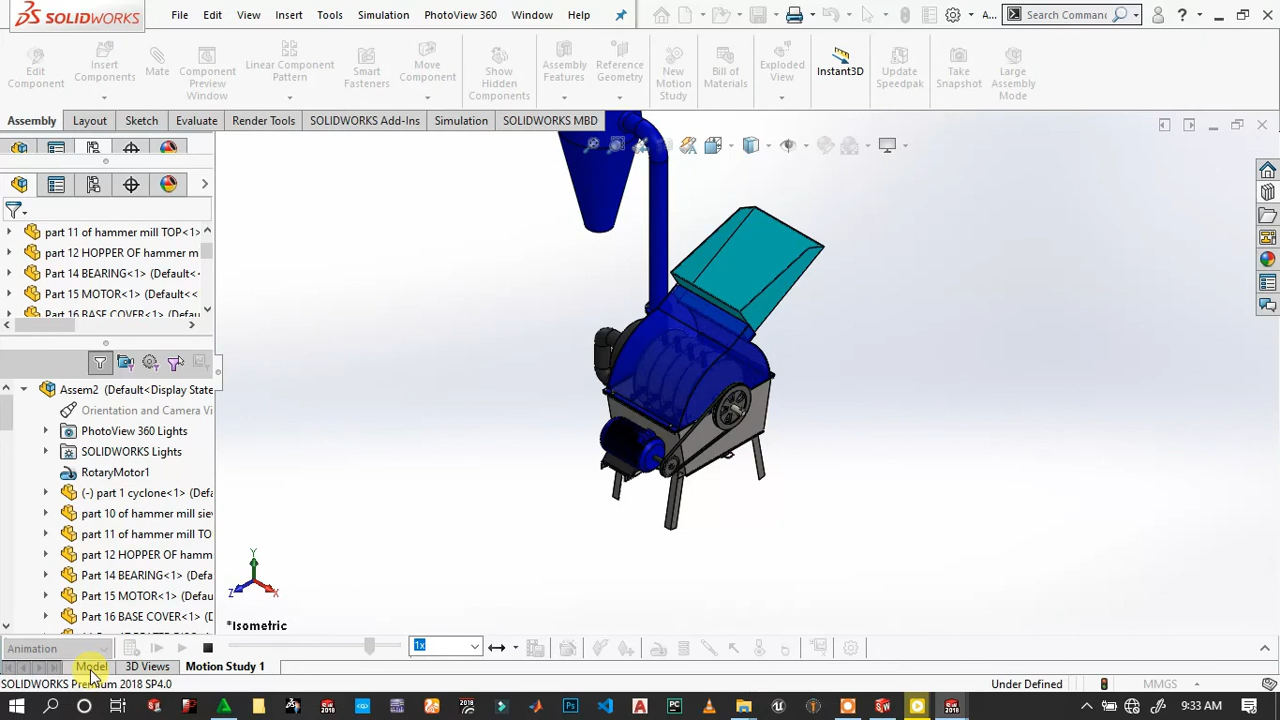 SOLIDWORKS File Edit View Insert Tools Simulation PhotoView 360 Window Help A... Search Comman
Edit Component
Insert Components
Mate
Component Preview Window
Linear Component Pattern
Smart Fasteners
Move Component
Show Hidden Components
Assembly Features
Reference Geometry
New Motion Study
Bill of Materials
Exploded View
Instant3D
Update Speedpak
Take Snapshot
Large Assembly Mode
Assembly Layout Sketch Evaluate Render Tools SOLIDWORKS Add-Ins Simulation SOLIDWORKS MBD
part 11 of hammer mill TOP<1>
part 12 HOPPER OF hammer m
Part 14 BEARING<1> (Default<
Part 15 MOTOR<1> (Default<<
Part 16 BASE COVER<1> (Def
Assem2 (Default<Display State
Orientation and Camera Vi
PhotoView 360 Lights
SOLIDWORKS Lights
RotaryMotor1
(-) part 1 cyclone<1> (Defa
part 10 of hammer mill sie
part 11 of hammer mill TO
part 12 HOPPER OF hamm
Part 14 BEARING<1> (Defa
Part 15 MOTOR<1> (Defau
Part 16 BASE COVER<1> (D
Y
Z X
*Isometric
Animation 1x
Model 3D Views Motion Study 1
SOLIDWORKS Premium 2018 SP4.0 Under Defined MMGS
9:33 AM